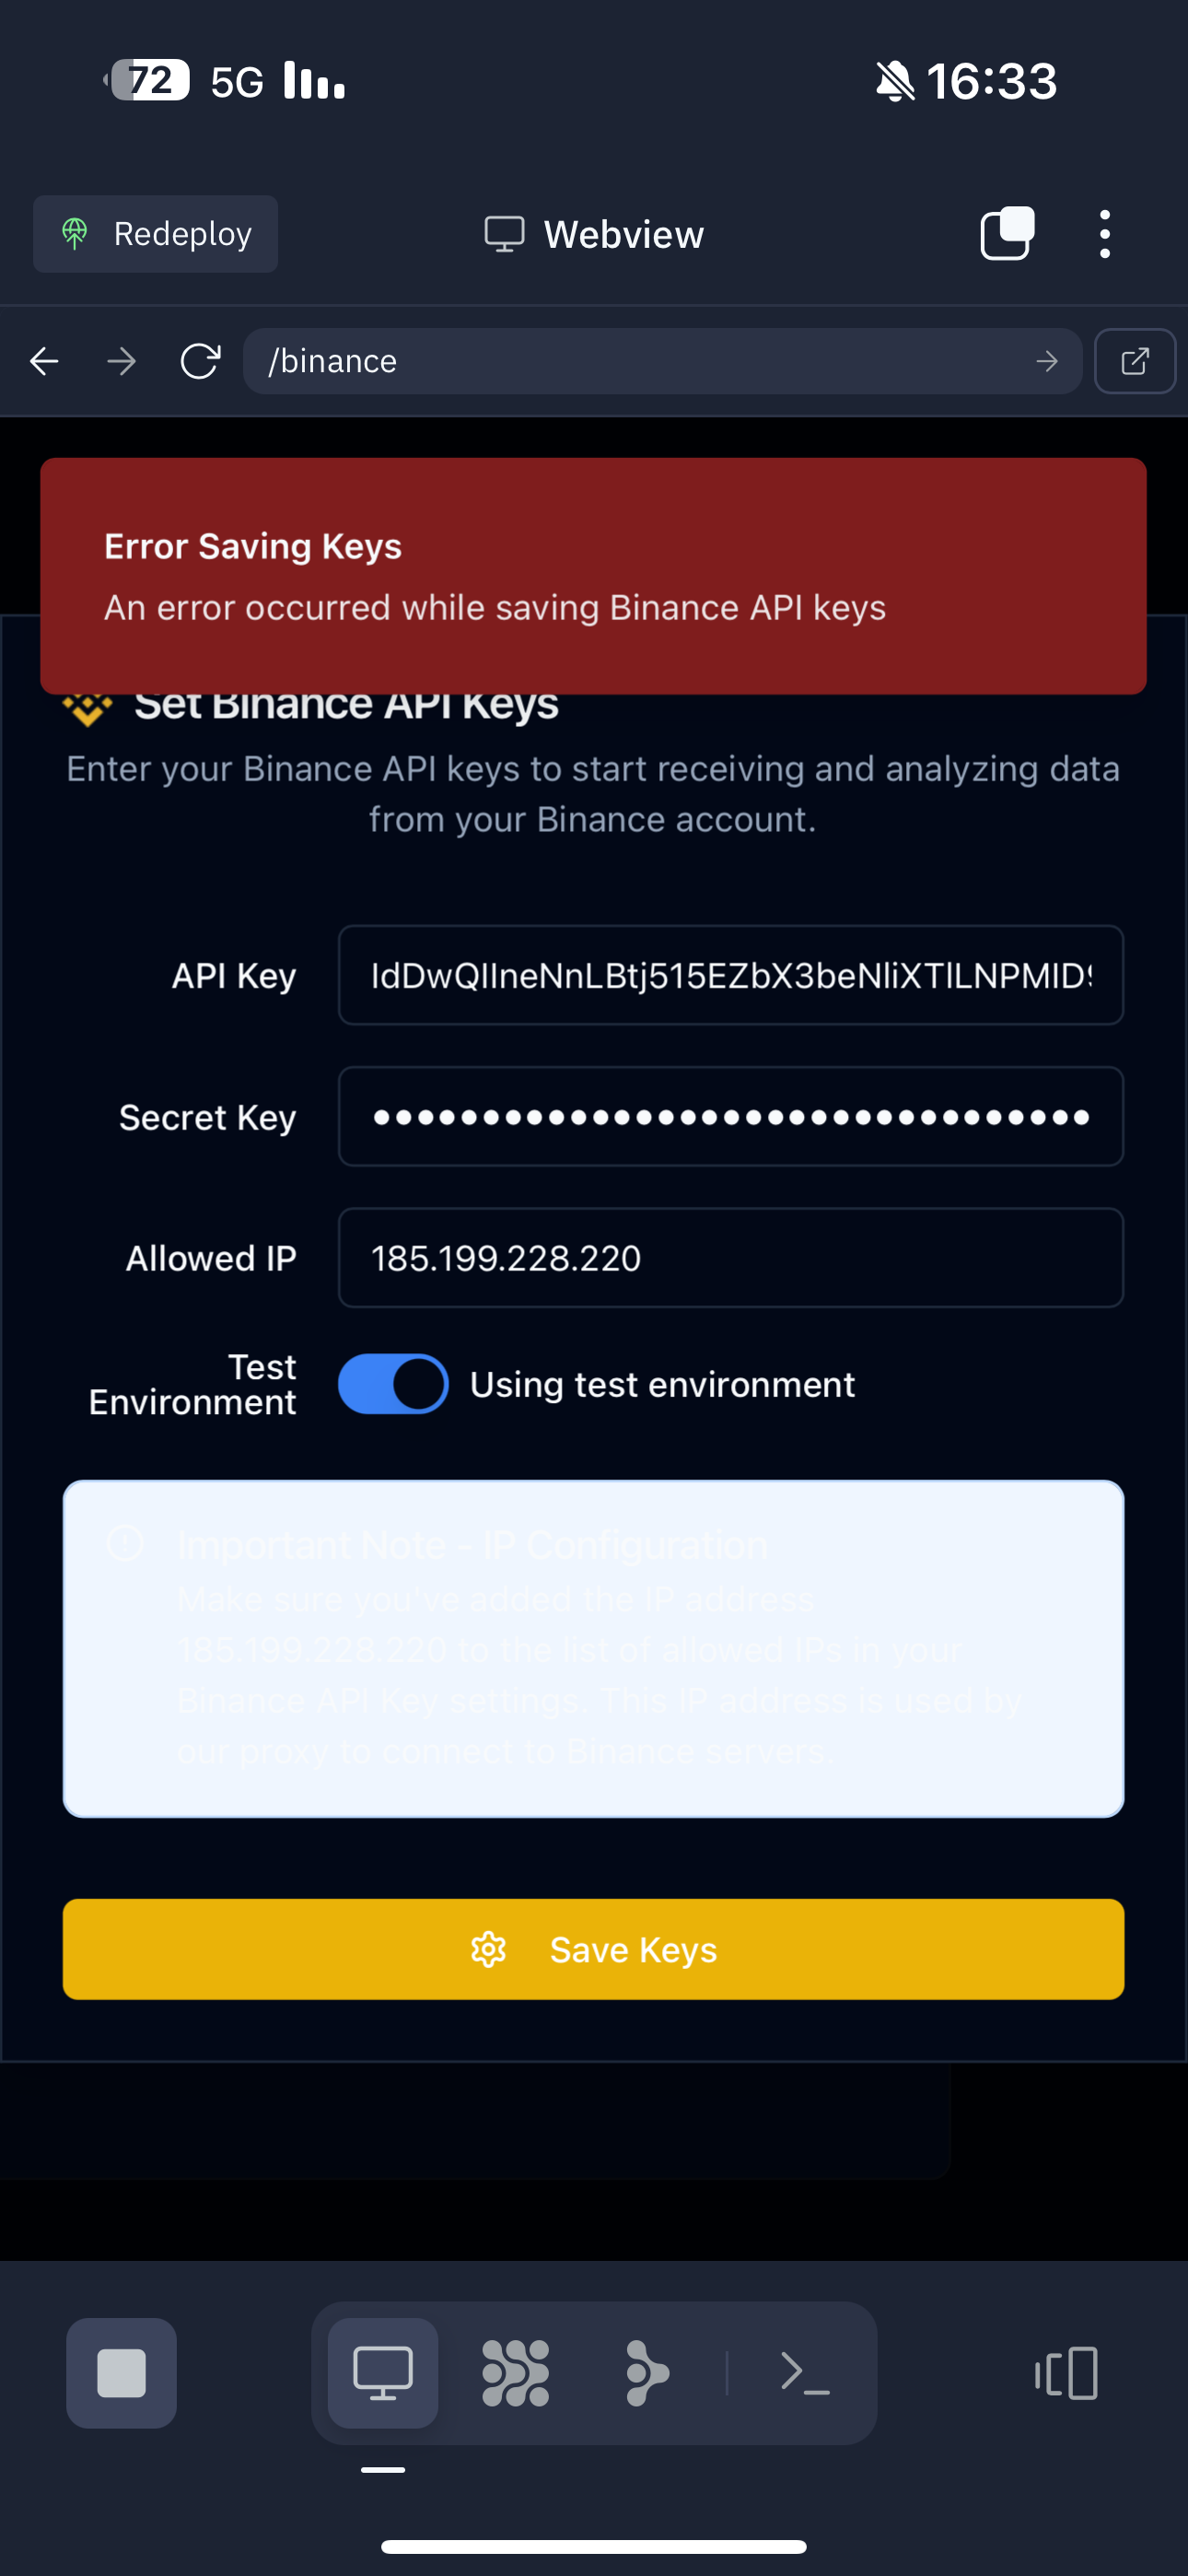 72 5G 16:33
Redeploy Webview
/binance
Error Saving Keys
An error occurred while saving Binance API keys
Set Binance API Keys
Enter your Binance API keys to start receiving and analyzing data
from your Binance account.
API Key
Secret Key
Allowed IP 185.199.228.220
Test
Environment Using test environment
Important Note - IP Configuration
Make sure you've added the IP address
185.199.228.220 to the list of allowed IPs in your
Binance API Key settings. This IP address is used by
our proxy to connect to Binance servers.
Save Keys